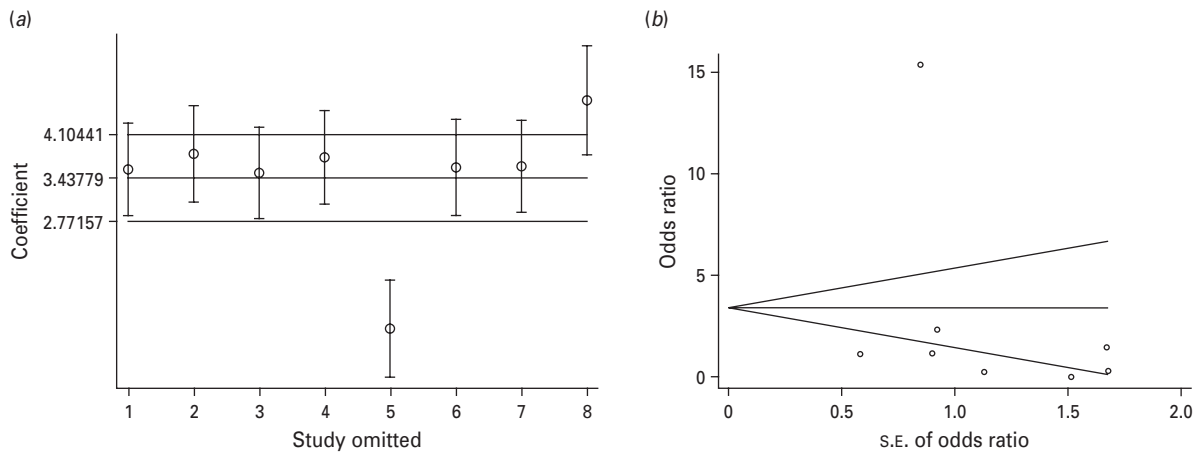 (a)
4.10441
3.43779
2.77157
Coefficient
1 2 3 4 5 6 7 8
Study omitted
(b)
15
10
5
0
Odds ratio
0 0.5 1.0 1.5 2.0
S.E. of odds ratio